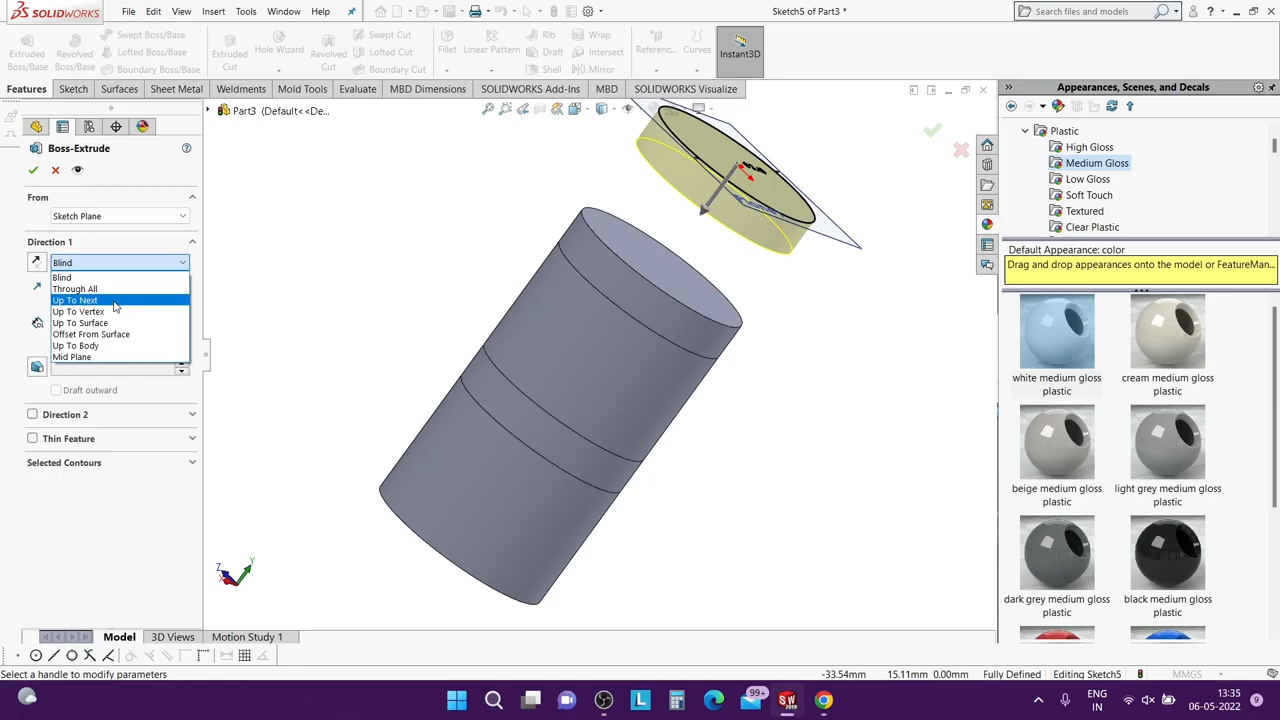 SOLIDWORKS
File
Edit
View
Insert
Tools
Window
Help
Sketch5 of Part3 *
Search files and models
Extruded Boss/Base
Revolved Boss/Base
Swept Boss/Base
Lofted Boss/Base
Boundary Boss/Base
Extruded Cut
Hole Wizard
Revolved Cut
Swept Cut
Lofted Cut
Boundary Cut
Fillet
Linear Pattern
Rib
Draft
Shell
Wrap
Intersect
Mirror
Referenc...
Curves
Instant3D
Features
Sketch
Surfaces
Sheet Metal
Weldments
Mold Tools
Evaluate
MBD Dimensions
SOLIDWORKS Add-Ins
MBD
SOLIDWORKS Visualize
Appearances, Scenes, and Decals
Part3 (Default<<De...
Boss-Extrude
From
Sketch Plane
Direction 1
Blind
Blind
Through All
Up To Next
Up To Vertex
Up To Surface
Offset From Surface
Up To Body
Mid Plane
Draft outward
Direction 2
Thin Feature
Selected Contours
Z
Y
X
Plastic
High Gloss
Medium Gloss
Low Gloss
Soft Touch
Textured
Clear Plastic
Default Appearance: color
Drag and drop appearances onto the model or FeatureMan...
white medium gloss plastic
cream medium gloss plastic
beige medium gloss plastic
light grey medium gloss plastic
dark grey medium gloss plastic
black medium gloss plastic
Model
3D Views
Motion Study 1
Select a handle to modify parameters
-33.54mm
15.11mm 0.00mm
Fully Defined
Editing Sketch5
MMGS
99+
SW 2019
ENG
IN
13:35
06-05-2022
9